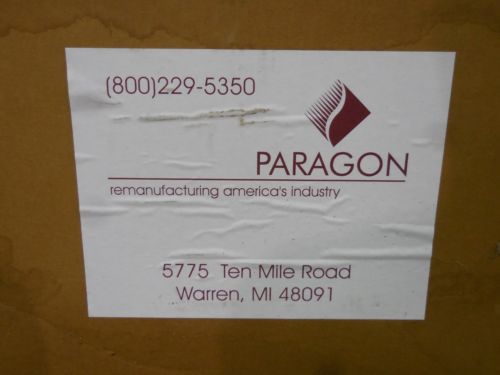 (800)229-5350
PARAGON
remanufacturing america's industry
5775 Ten Mile Road
Warren, MI 48091